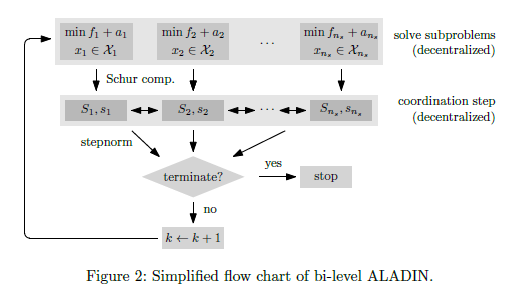 min f₁ + a₁ min f₂ + a₂ min fₙₛ + aₙₛ
x₁ ∈ 𝒳₁ x₂ ∈ 𝒳₂ ⋯ xₙₛ ∈ 𝒳ₙₛ
solve subproblems
(decentralized)
Schur comp.
S₁, s₁ S₂, s₂ ⋯ Sₙₛ, sₙₛ
coordination step
(decentralized)
stepnorm
terminate?
yes
stop
no
k ← k + 1
Figure 2: Simplified flow chart of bi-level ALADIN.